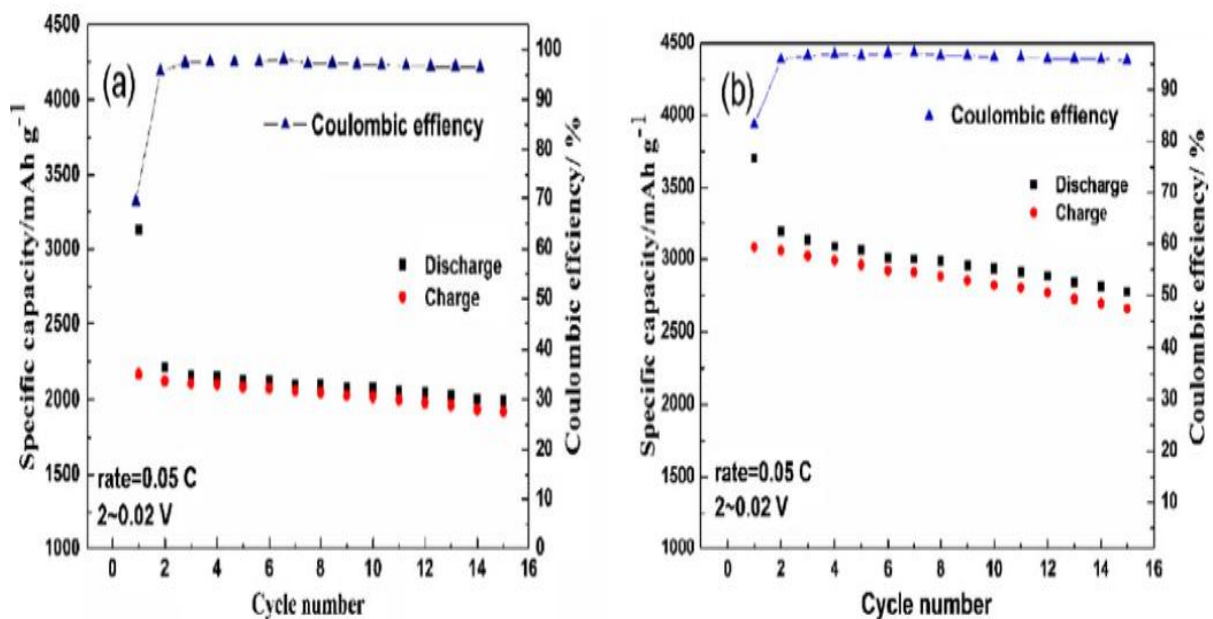 (a)
Specific capacity/mAh g⁻¹
4500
4000
3500
3000
2500
2000
1500
1000
Coulombic effiency
Discharge
Charge
rate=0.05 C
2~0.02 V
0 2 4 6 8 10 12 14 16
Cycle number
100
90
80
70
60
50
40
30
20
10
0
Coulombic effciency/ %
(b)
Specific capacity/mAh g⁻¹
4500
4000
3500
3000
2500
2000
1500
1000
Coulombic effiency
Discharge
Charge
rate=0.05 C
2~0.02 V
0 2 4 6 8 10 12 14 16
Cycle number
90
80
70
60
50
40
30
20
10
Coulombic effciency/ %